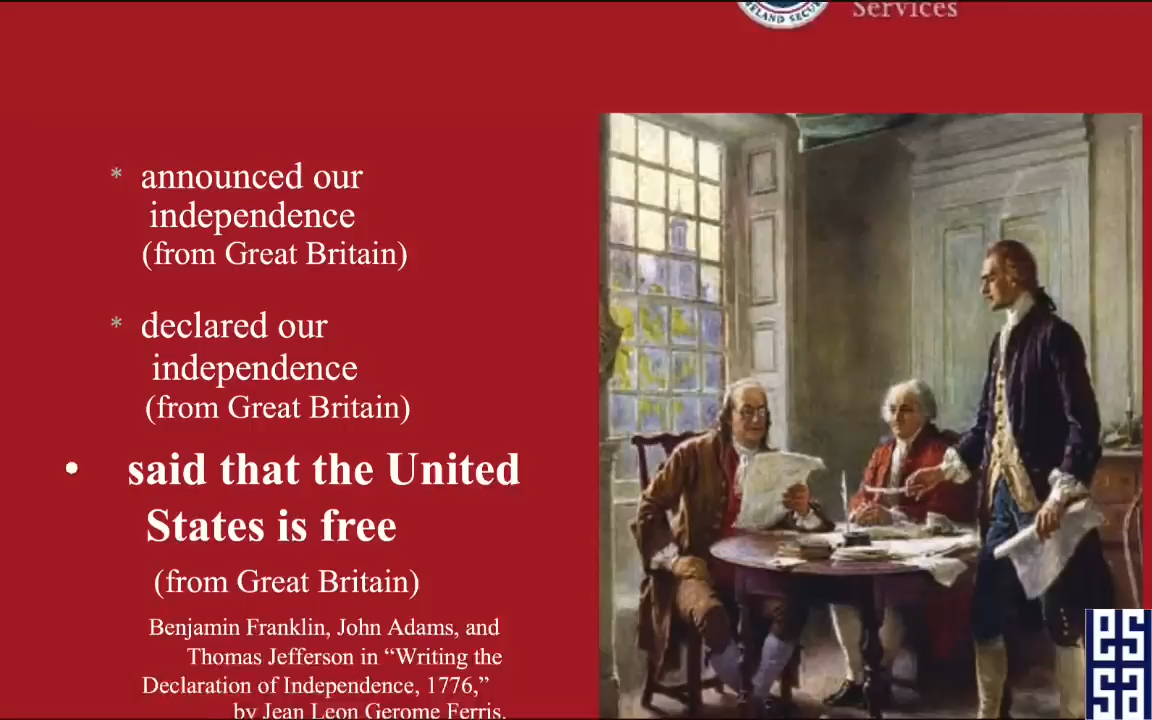 Services
* announced our
independence
(from Great Britain)
* declared our
independence
(from Great Britain)
• said that the United
States is free
(from Great Britain)
Benjamin Franklin, John Adams, and
Thomas Jefferson in “Writing the
Declaration of Independence, 1776,”
by Jean Leon Gerome Ferris.
essa